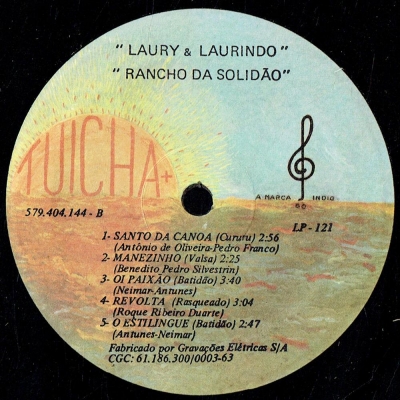 " LAURY & LAURINDO "
" RANCHO DA SOLIDÃO"
TUICHA+
A MARCA DO INDIO
579.404.144 - B
LP - 121
1- SANTO DA CANOA (Cururu) 2:56
(Antônio de Oliveira-Pedro Franco)
2- MANEZINHO (Valsa) 2:25
(Benedito Pedro Silvestrin)
3- OI PAIXÃO (Batidão) 3:40
(Neimar-Antunes)
4- REVOLTA (Rasqueado) 3:04
(Roque Ribeiro Duarte)
5- O ESTILINGUE (Batidão) 2:47
(Antunes-Neimar)
Fabricado por Gravações Elétricas S/A
CGC: 61.186.300/0003-63